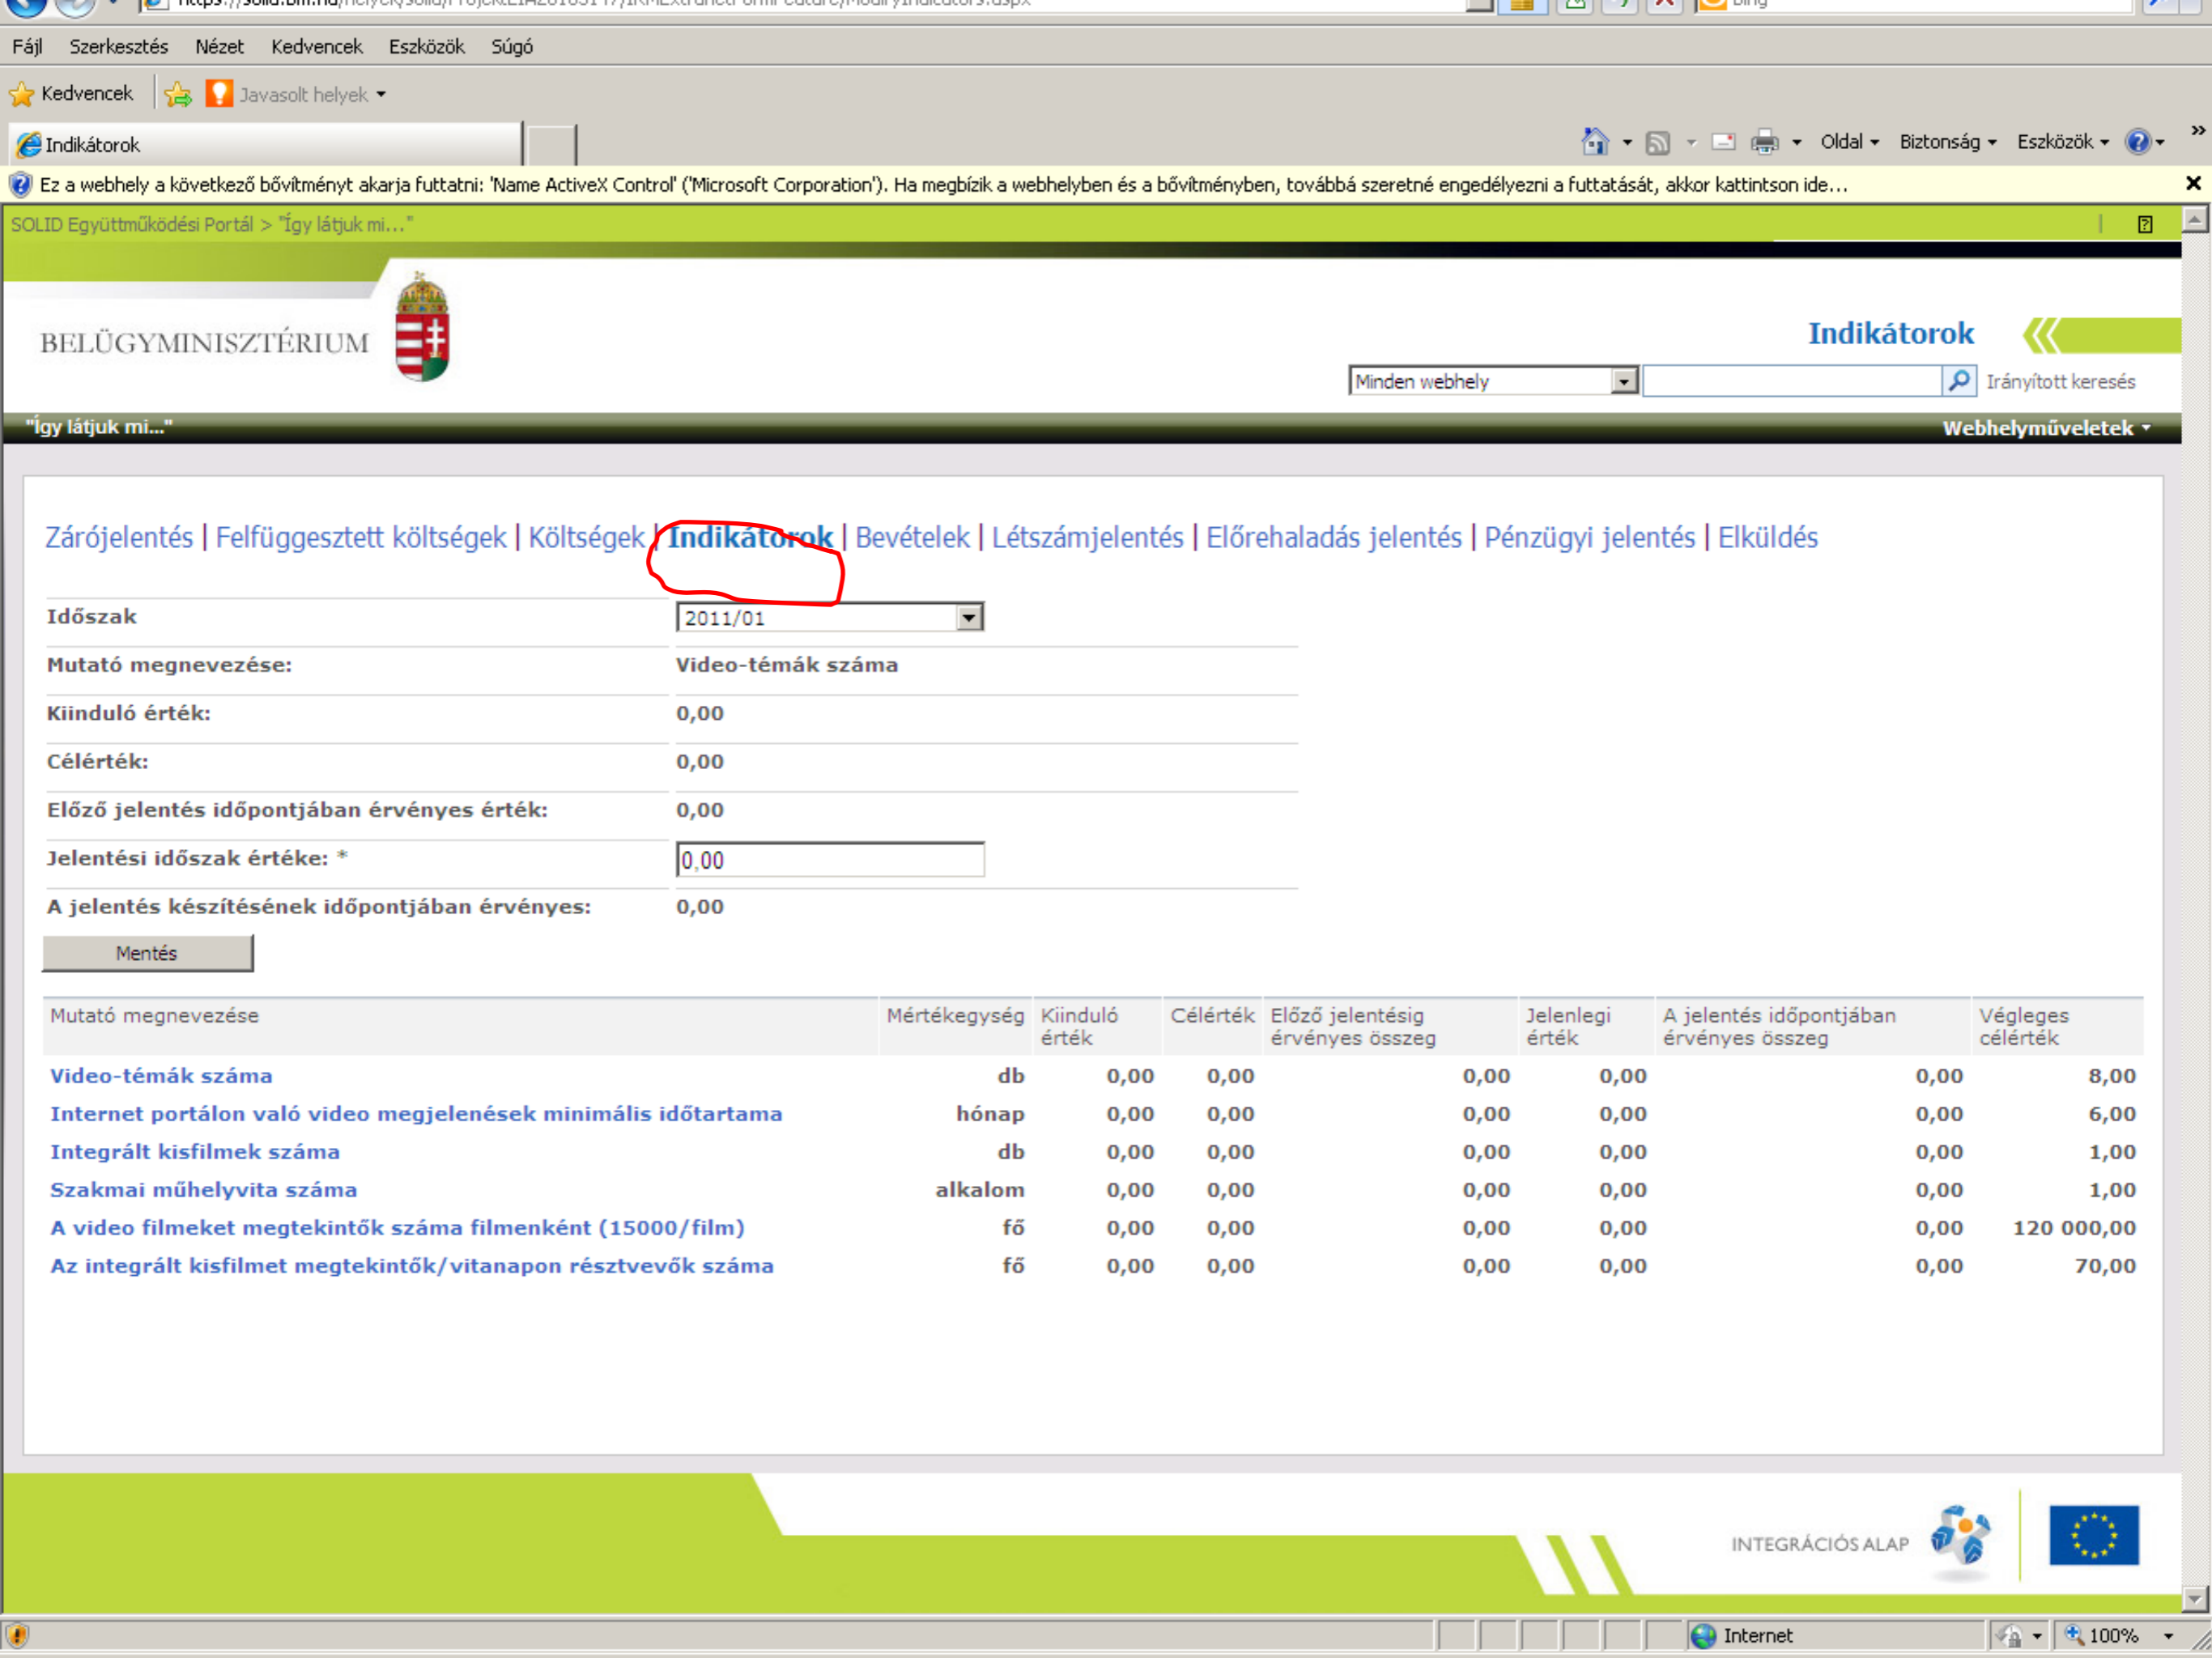 Fájl Szerkesztés Nézet Kedvencek Eszközök Súgó
Kedvencek Javasolt helyek
Indikátorok Oldal Biztonság Eszközök
Ez a webhely a következő bővítményt akarja futtatni: 'Name ActiveX Control' ('Microsoft Corporation'). Ha megbízik a webhelyben és a bővítményben, továbbá szeretné engedélyezni a futtatását, akkor kattintson ide...
SOLID Együttműködési Portál > "Így látjuk mi..."
BELÜGYMINISZTÉRIUM
Indikátorok
Minden webhely Irányított keresés
"Így látjuk mi..." Webhelyműveletek
Zárójelentés | Felfüggesztett költségek | Költségek | Indikátorok | Bevételek | Létszámjelentés | Előrehaladás jelentés | Pénzügyi jelentés | Elküldés
Időszak 2011/01
Mutató megnevezése: Video-témák száma
Kiinduló érték: 0,00
Célérték: 0,00
Előző jelentés időpontjában érvényes érték: 0,00
Jelentési időszak értéke: * 0,00
A jelentés készítésének időpontjában érvényes: 0,00
Mentés
Mutató megnevezése Mértékegység Kiinduló érték Célérték Előző jelentésig érvényes összeg Jelenlegi érték A jelentés időpontjában érvényes összeg Végleges célérték
Video-témák száma db 0,00 0,00 0,00 0,00 0,00 8,00
Internet portálon való video megjelenések minimális időtartama hónap 0,00 0,00 0,00 0,00 0,00 6,00
Integrált kisfilmek száma db 0,00 0,00 0,00 0,00 0,00 1,00
Szakmai műhelyvita száma alkalom 0,00 0,00 0,00 0,00 0,00 1,00
A video filmeket megtekintők száma filmenként (15000/film) fő 0,00 0,00 0,00 0,00 0,00 120 000,00
Az integrált kisfilmet megtekintők/vitanapon résztvevők száma fő 0,00 0,00 0,00 0,00 0,00 70,00
INTEGRÁCIÓS ALAP
Internet 100%